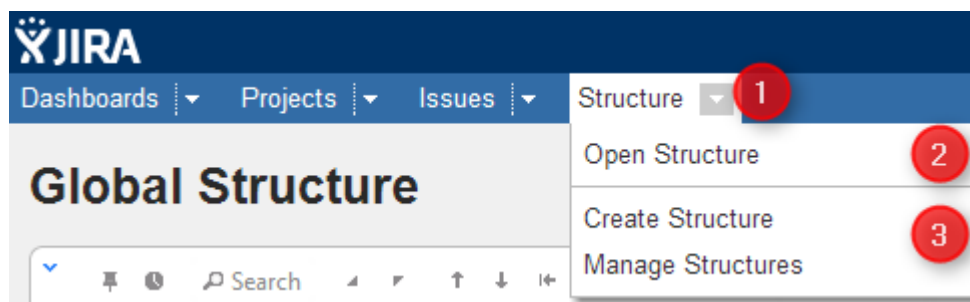 JIRA
Dashboards Projects Issues Structure 1
Open Structure 2
Global Structure
Create Structure 3
Manage Structures
Search